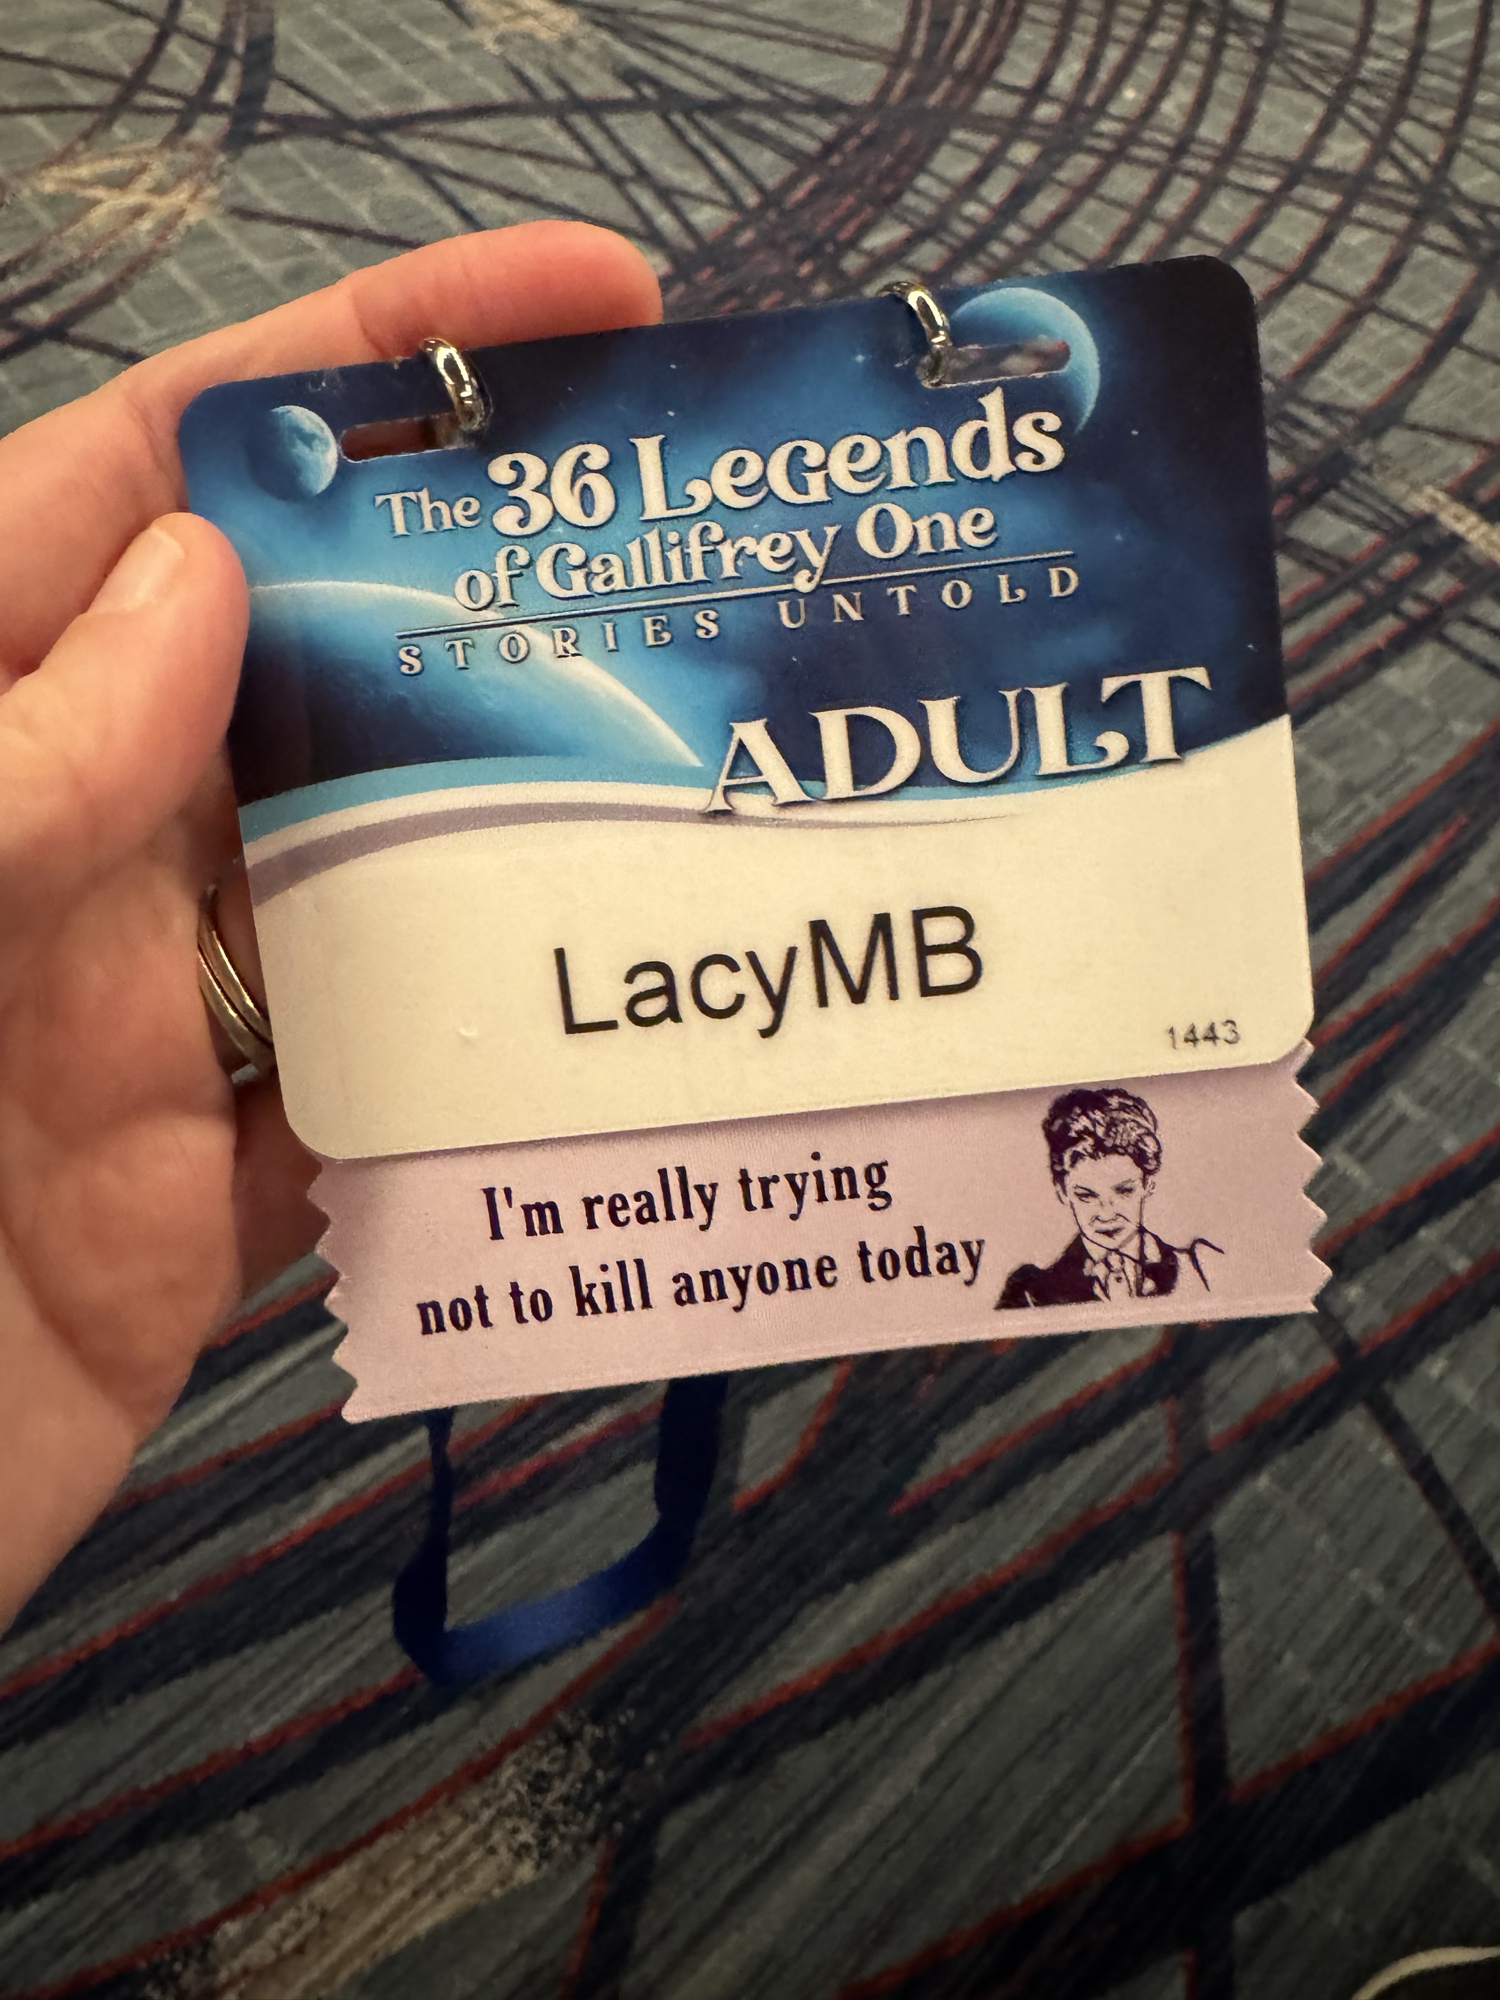 The 36 Legends
of Gallifrey One
STORIES UNTOLD
ADULT
LacyMB
1443
I'm really trying
not to kill anyone today